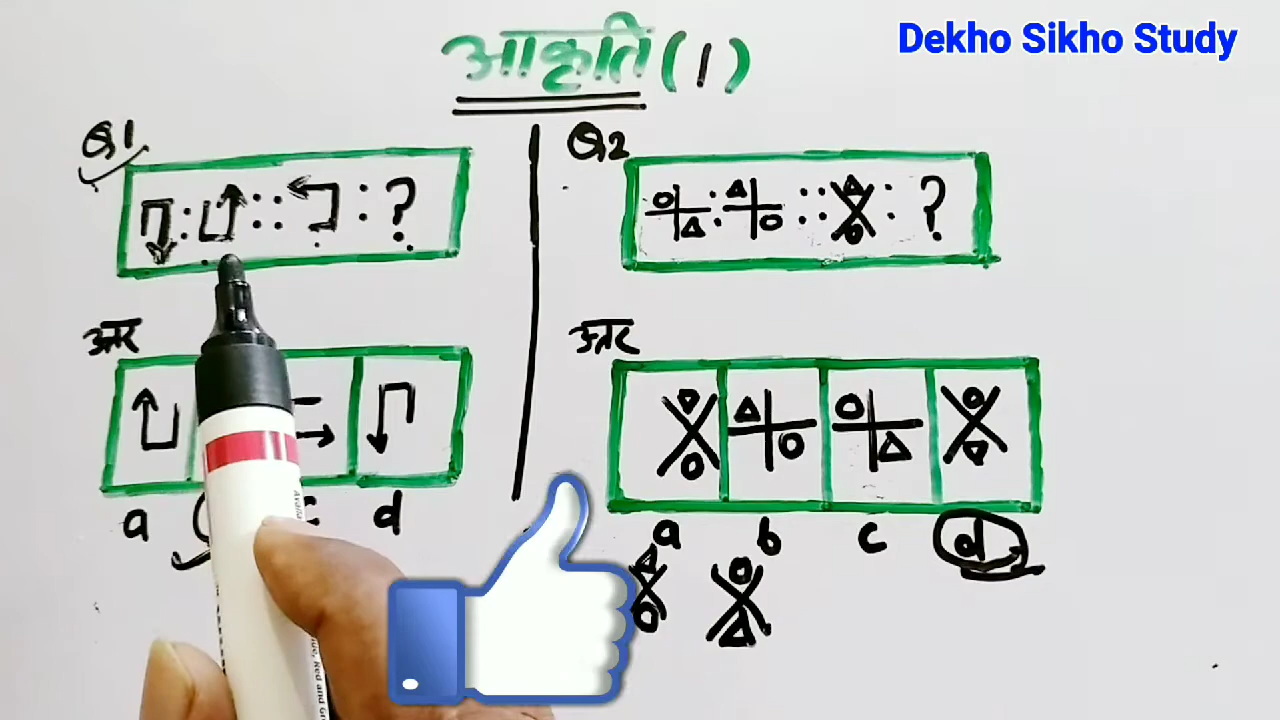 Dekho Sikho Study
आकृति (1)
Q1
: :: : ?
Q2
: :: : ?
उत्तर
उत्तर
a c d
a b c d